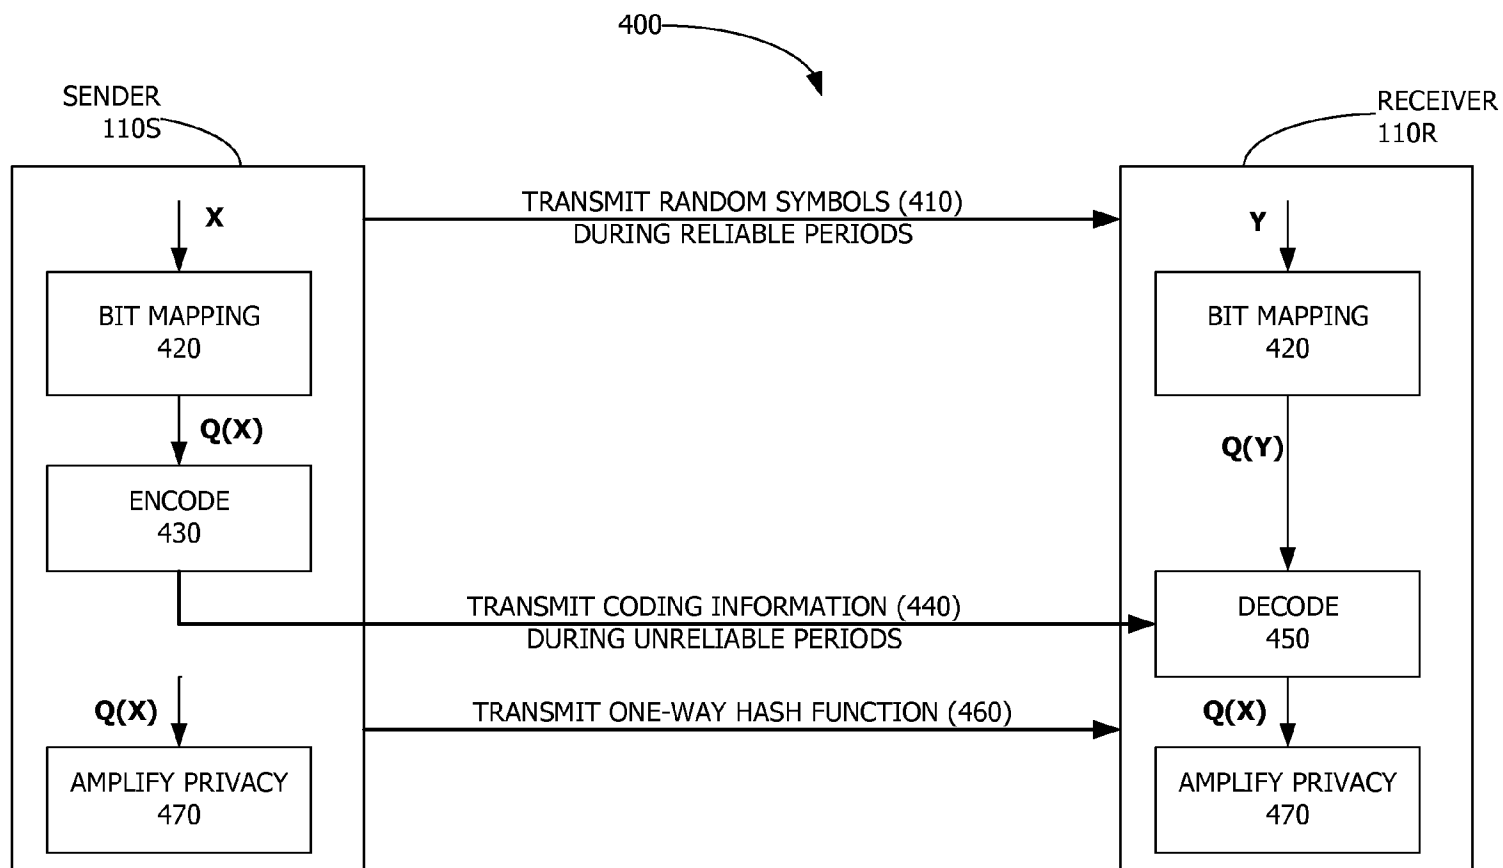 400
SENDER
110S
RECEIVER
110R
TRANSMIT RANDOM SYMBOLS (410)
DURING RELIABLE PERIODS
X
Y
BIT MAPPING
420
BIT MAPPING
420
Q(X)
Q(Y)
ENCODE
430
TRANSMIT CODING INFORMATION (440)
DURING UNRELIABLE PERIODS
DECODE
450
Q(X)
TRANSMIT ONE-WAY HASH FUNCTION (460)
Q(X)
AMPLIFY PRIVACY
470
AMPLIFY PRIVACY
470